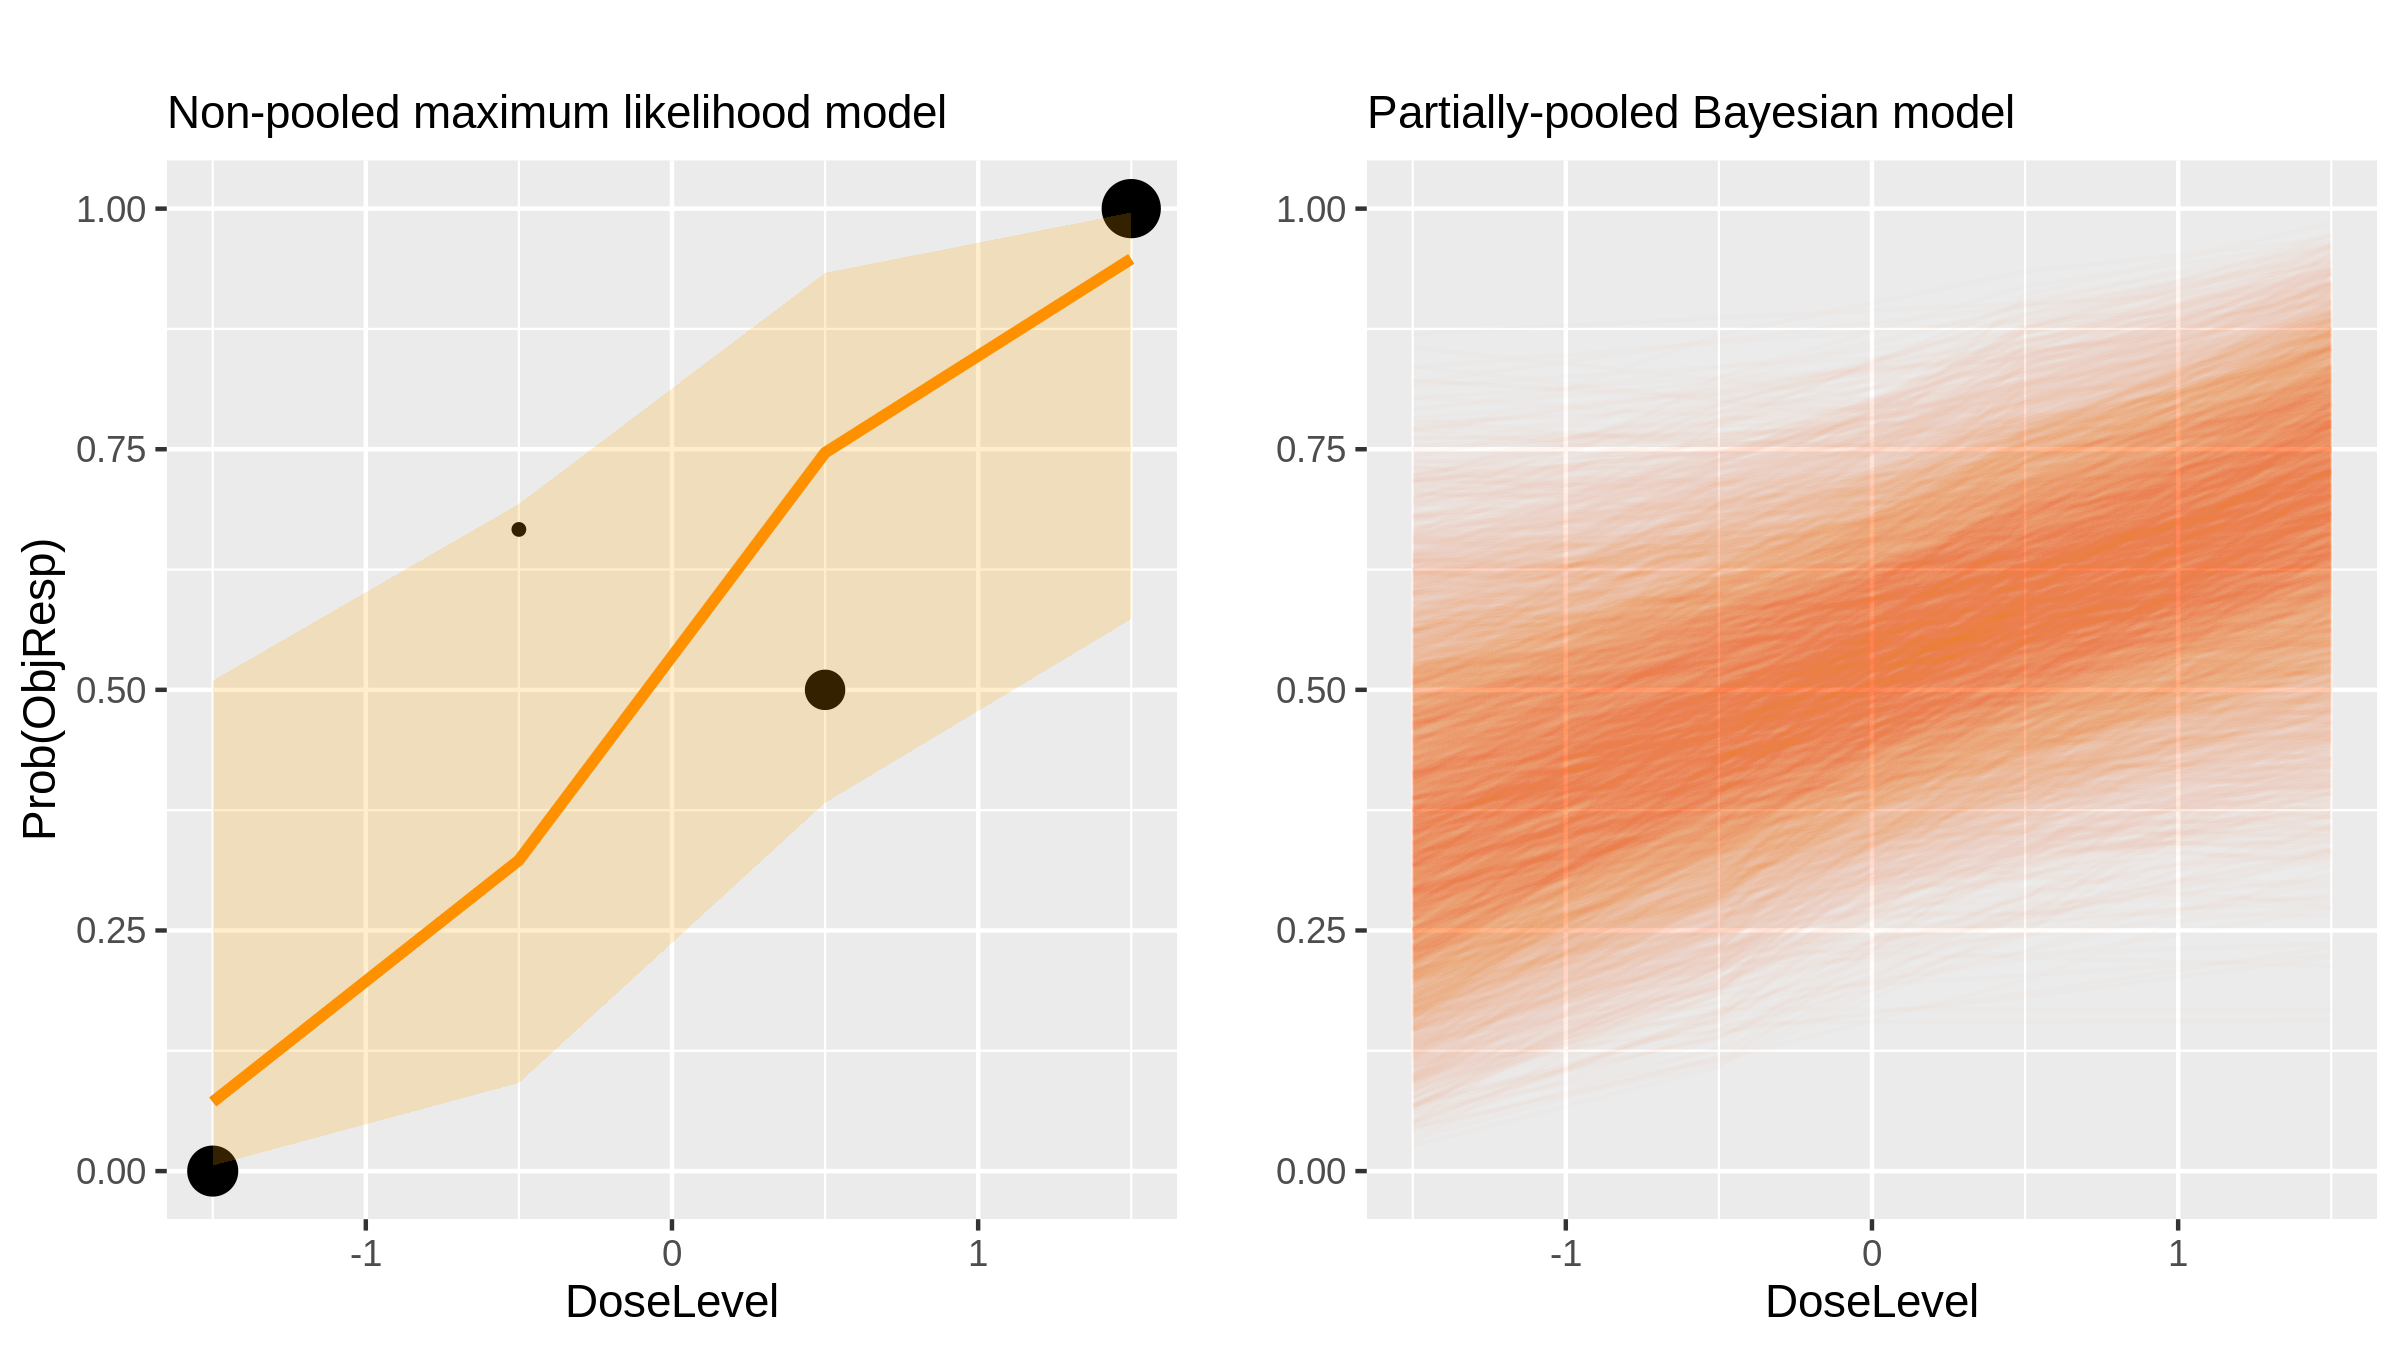 Non-pooled maximum likelihood model
Prob(ObjResp)
1.00
0.75
0.50
0.25
0.00
-1 0 1
DoseLevel
Partially-pooled Bayesian model
1.00
0.75
0.50
0.25
0.00
-1 0 1
DoseLevel